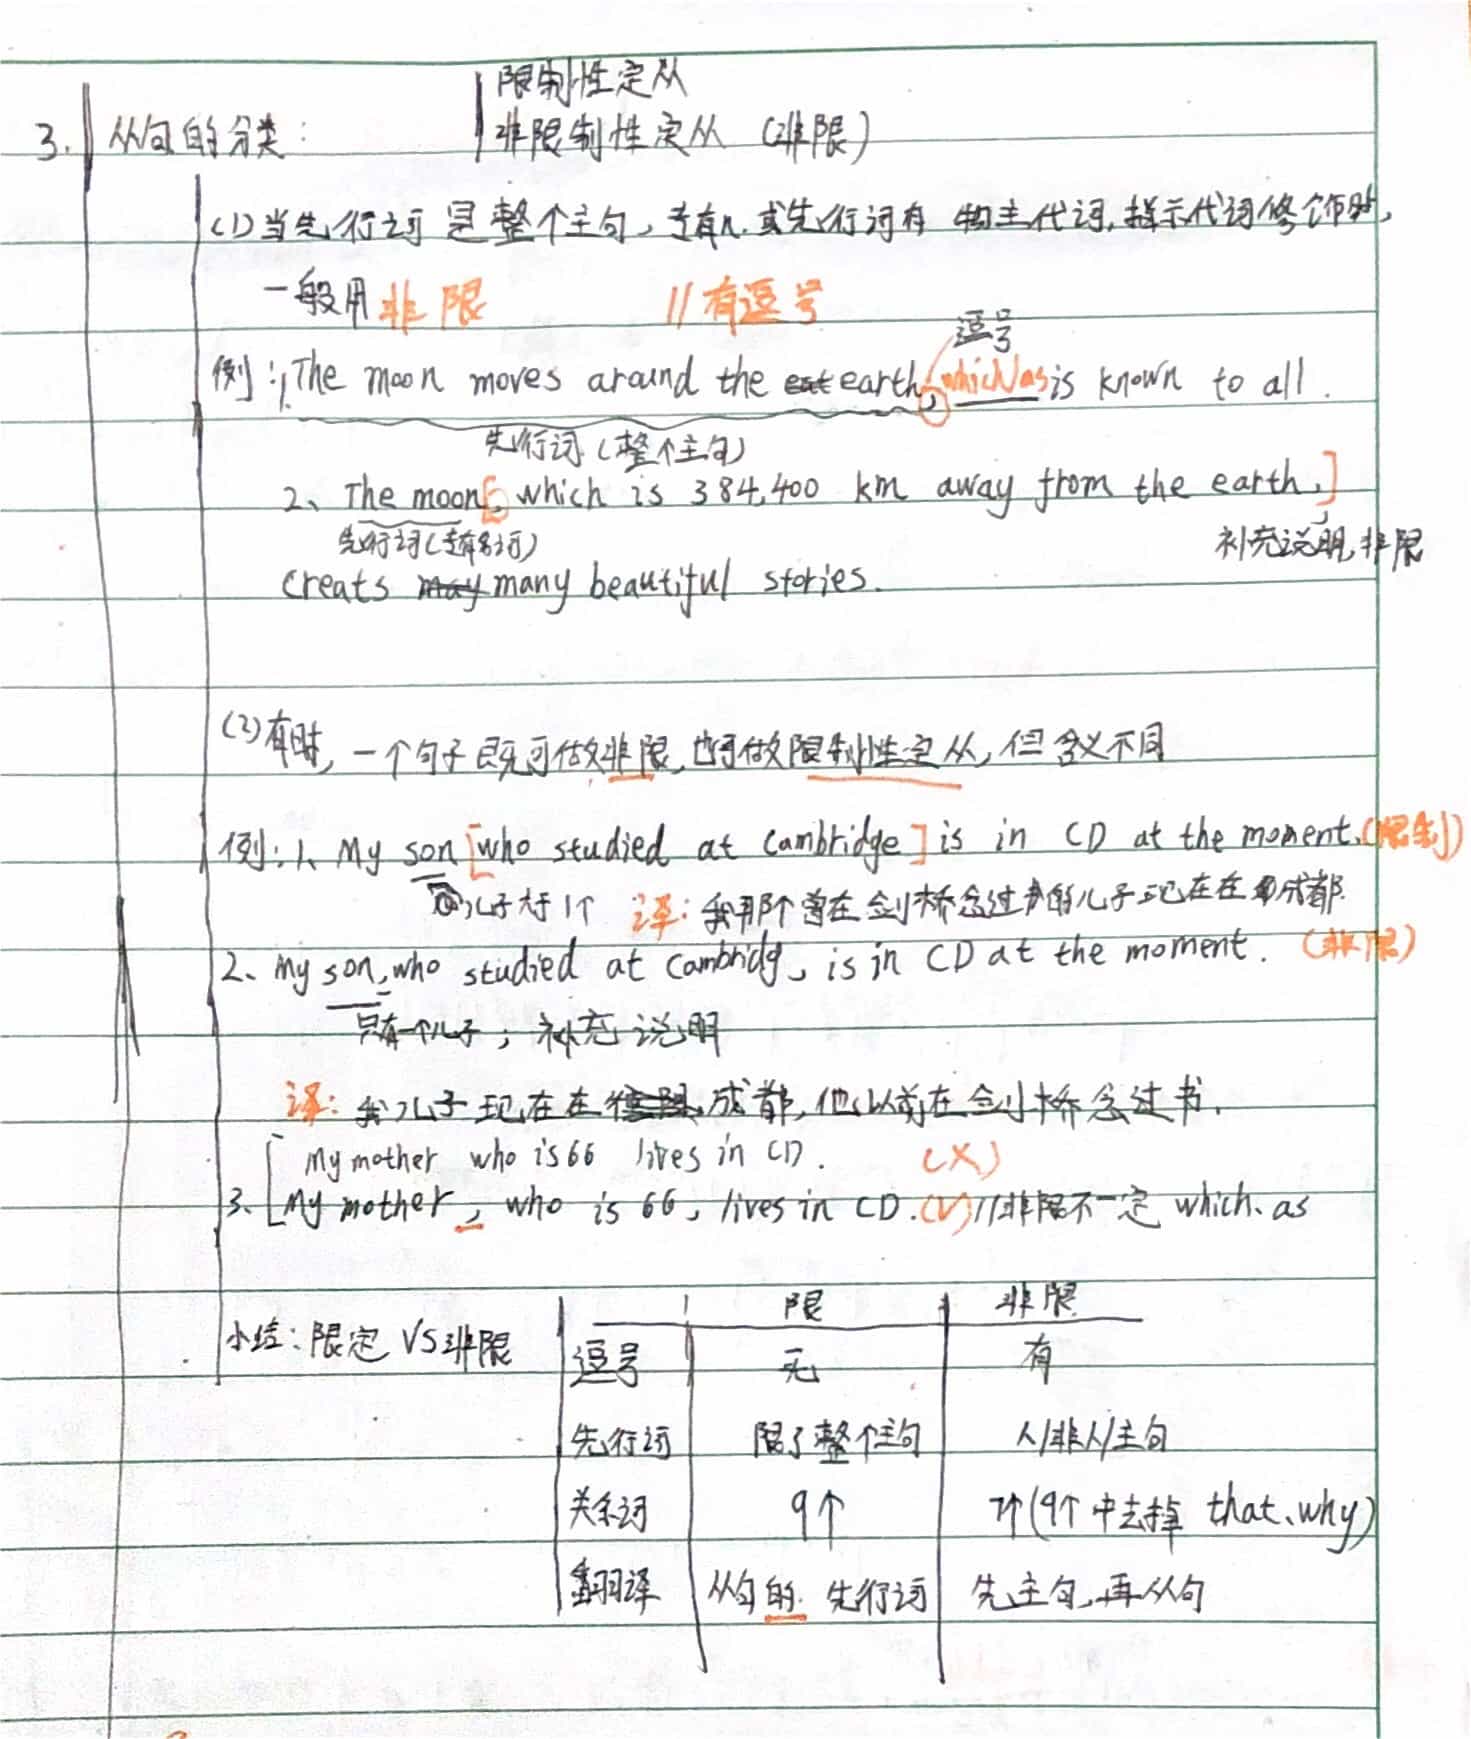 限制性定从
3. 从句的分类: 非限制性定从 (非限)
(1)当先行词是整个主句,专有n.或先行词有 物主代词,指示代词修饰时,
一般用 非限 //有逗号
逗号
例:1、The moon moves around the eat earth, which/as is known to all.
先行词(整个主句)
2、The moon[, which is 384,400 km away from the earth,]
先行词(专有名词) 补充说明,非限
creats may many beautiful stories.
(2)有时,一个句子既可做非限,也可做限制性定从,但含义不同
例:1、My son [who studied at Cambridge] is in CD at the moment.(限制)
儿子大于1个 译:我那个曾在剑桥念过书的儿子现在在 成都.
2、My son, who studied at Cambridg, is in CD at the moment. (非限)
只有一个儿子;补充说明
译:我儿子现在在 成都,他以前在剑桥念过书.
My mother who is 66 lives in CD. (×)
3. My mother, who is 66, lives in CD.(√)//非限不一定 which、as
限 非限
小结:限定 VS 非限 逗号 无 有
先行词 限了整个主句 人/非人/主句
关系词 9个 7个(9个中去掉 that、why)
翻译 从句的 先行词 先主句,再从句